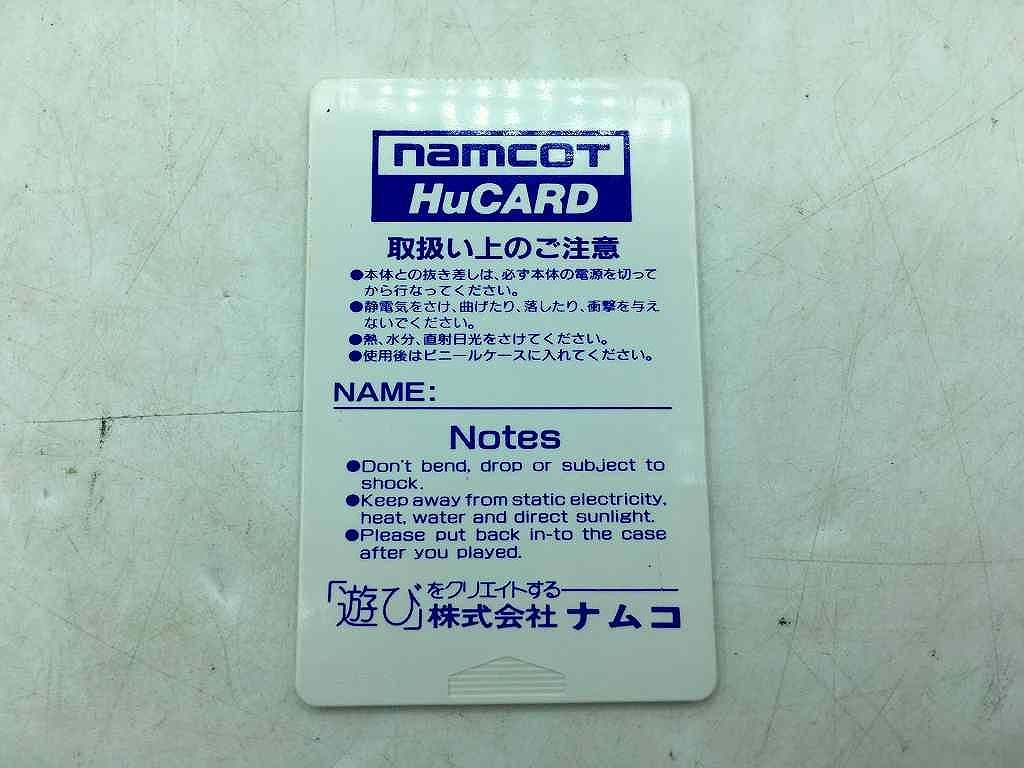 namcot
HuCARD
取扱い上のご注意
●本体との抜き差しは、必ず本体の電源を切って
から行なってください。
●静電気をさけ、曲げたり、落したり、衝撃を与え
ないでください。
●熱、水分、直射日光をさけてください。
●使用後はビニールケースに入れてください。
NAME:
Notes
●Don't bend, drop or subject to
shock.
●Keep away from static electricity,
heat, water and direct sunlight.
●Please put back in-to the case
after you played.
「遊び」をクリエイトする
株式会社 ナムコ